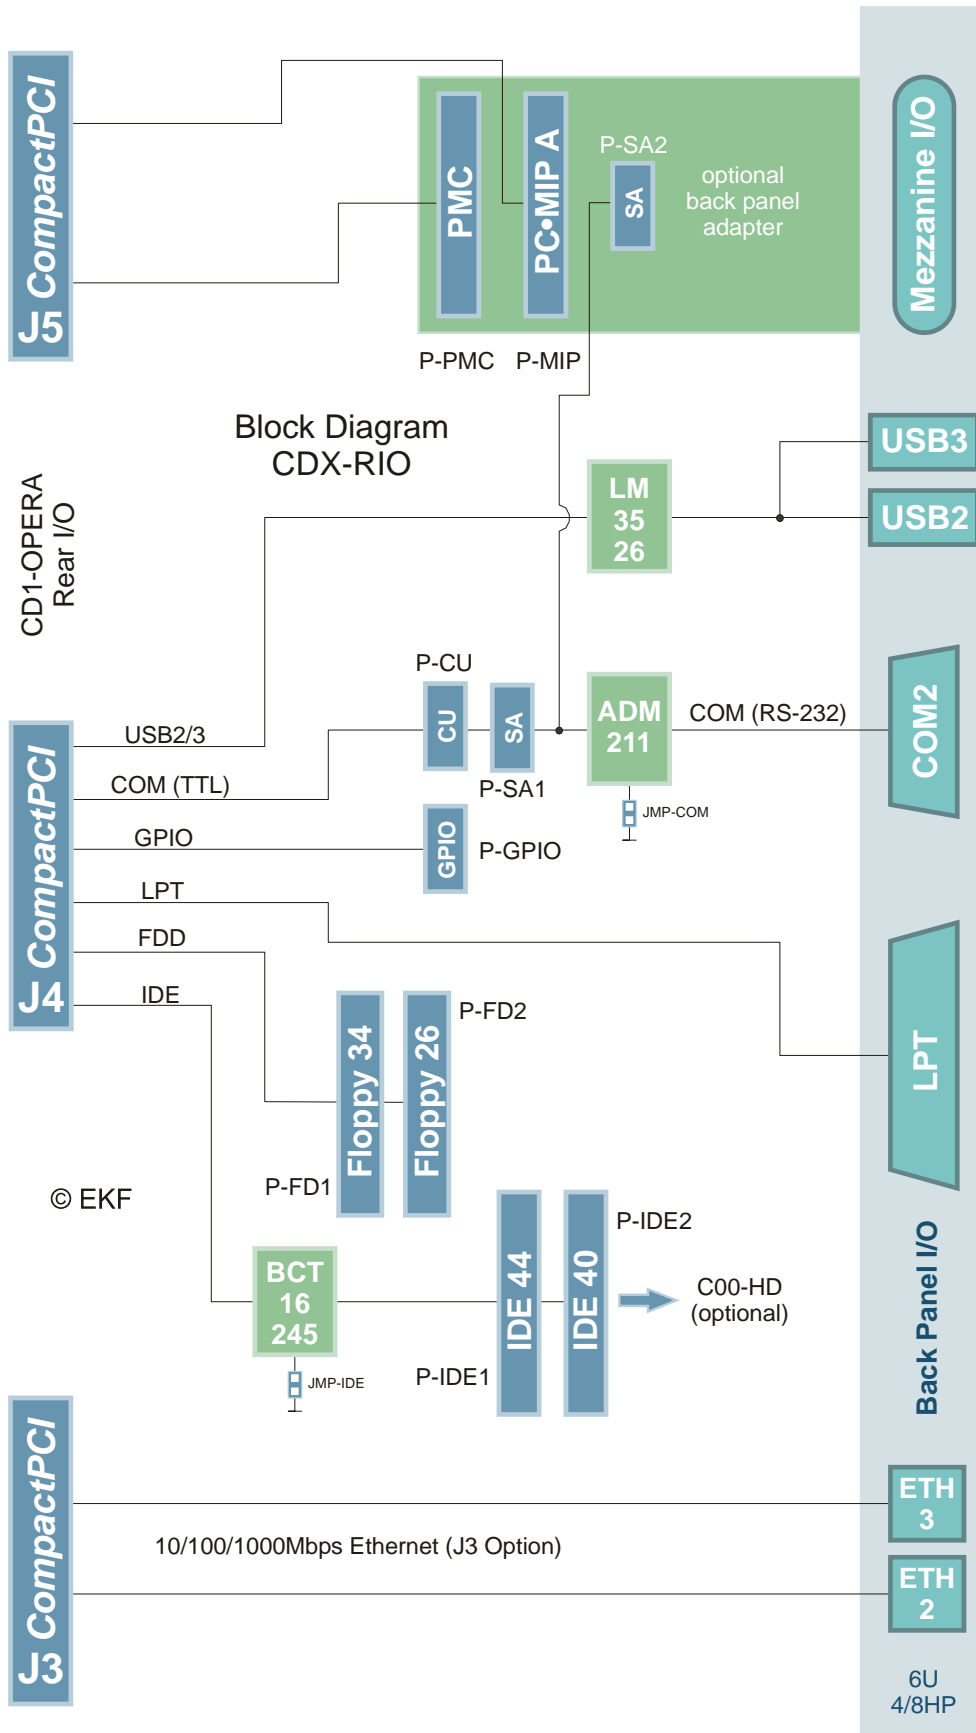 J5 CompactPCI
PMC
PC•MIP A
P-SA2
SA
optional
back panel
adapter
Mezzanine I/O
P-PMC
P-MIP
Block Diagram
CDX-RIO
CD1-OPERA
Rear I/O
LM
35
26
USB3
USB2
J4 CompactPCI
USB2/3
COM (TTL)
GPIO
LPT
FDD
IDE
P-CU
CU
SA
P-SA1
ADM
211
COM (RS-232)
COM2
JMP-COM
GPIO
P-GPIO
LPT
Floppy 34
Floppy 26
P-FD2
P-FD1
© EKF
BCT
16
245
JMP-IDE
IDE 44
IDE 40
P-IDE2
P-IDE1
C00-HD
(optional)
Back Panel I/O
J3 CompactPCI
10/100/1000Mbps Ethernet (J3 Option)
ETH
3
ETH
2
6U
4/8HP